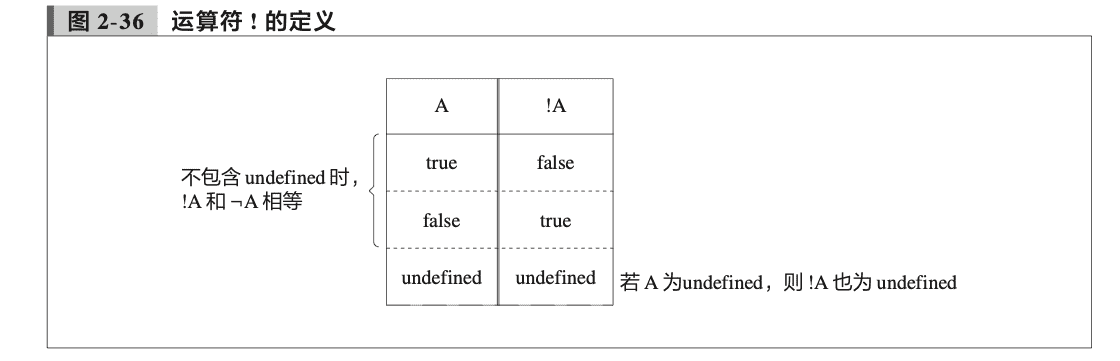 图 2-36 运算符 ! 的定义
A !A
true false
不包含 undefined 时，
!A 和 ¬A 相等
false true
undefined undefined 若 A 为undefined，则 !A 也为 undefined